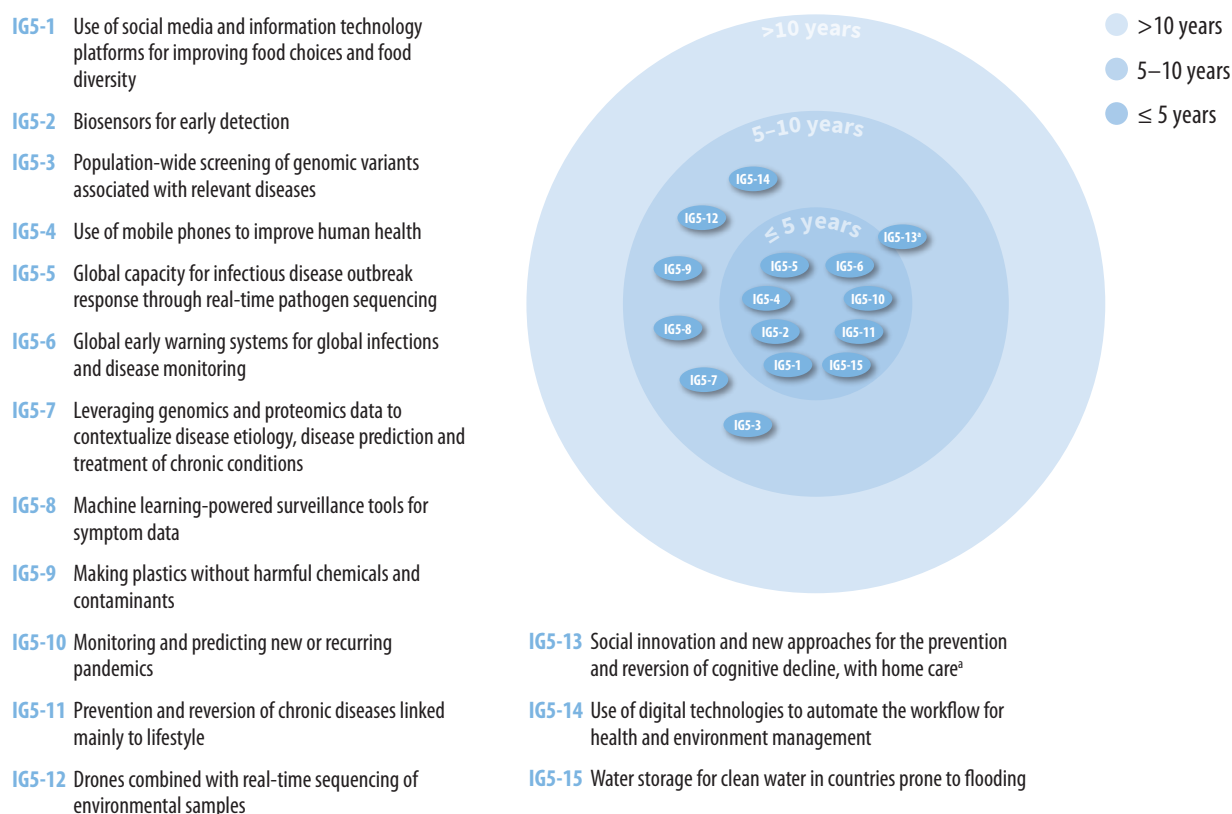 IG5-1 Use of social media and information technology
platforms for improving food choices and food
diversity
IG5-2 Biosensors for early detection
IG5-3 Population-wide screening of genomic variants
associated with relevant diseases
IG5-4 Use of mobile phones to improve human health
IG5-5 Global capacity for infectious disease outbreak
response through real-time pathogen sequencing
IG5-6 Global early warning systems for global infections
and disease monitoring
IG5-7 Leveraging genomics and proteomics data to
contextualize disease etiology, disease prediction and
treatment of chronic conditions
IG5-8 Machine learning-powered surveillance tools for
symptom data
IG5-9 Making plastics without harmful chemicals and
contaminants
IG5-10 Monitoring and predicting new or recurring
pandemics
IG5-11 Prevention and reversion of chronic diseases linked
mainly to lifestyle
IG5-12 Drones combined with real-time sequencing of
environmental samples
>10 years
5–10 years
IG5-14
IG5-12
≤ 5 years
IG5-13ª
IG5-9
IG5-5
IG5-6
IG5-4
IG5-10
IG5-8
IG5-2
IG5-11
IG5-1
IG5-15
IG5-7
IG5-3
>10 years
5–10 years
≤ 5 years
IG5-13 Social innovation and new approaches for the prevention
and reversion of cognitive decline, with home careª
IG5-14 Use of digital technologies to automate the workflow for
health and environment management
IG5-15 Water storage for clean water in countries prone to flooding